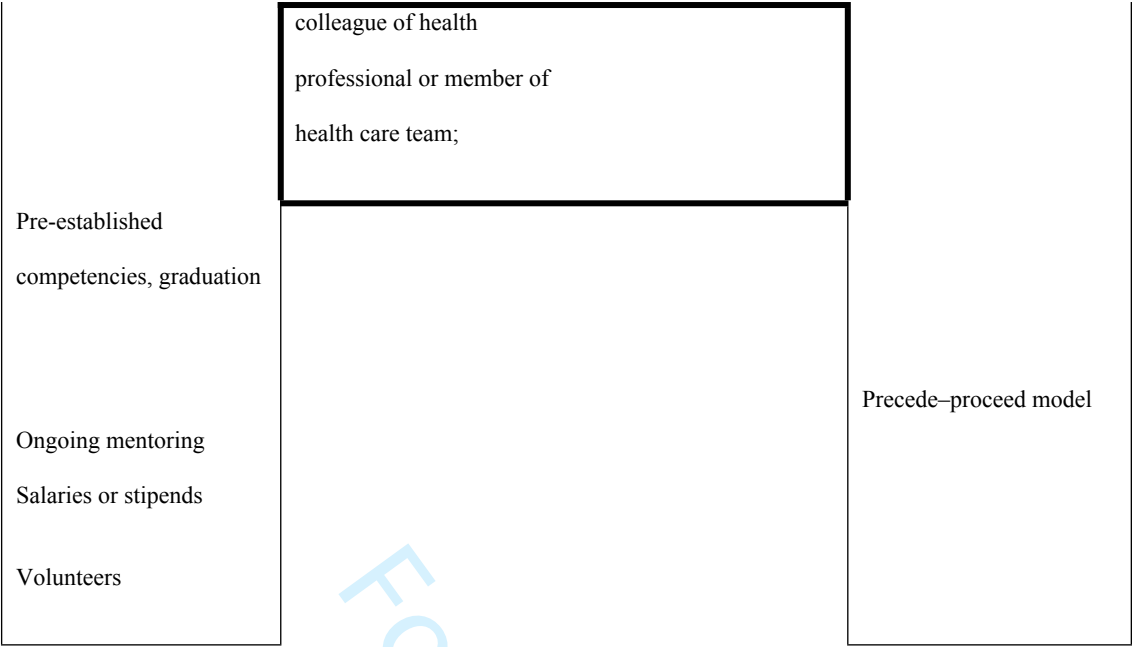 colleague of health
professional or member of
health care team;
Pre-established
competencies, graduation
Ongoing mentoring
Salaries or stipends
Volunteers
Precede–proceed model